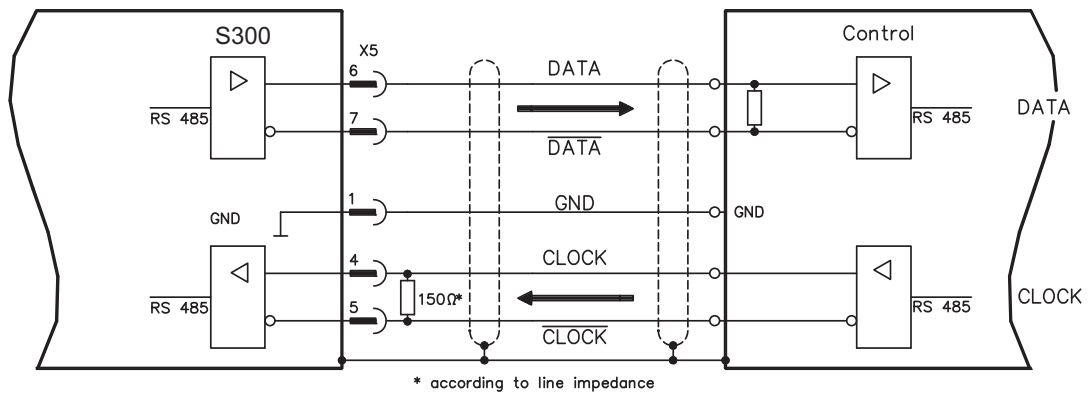 S300
Control
X5
6
DATA
RS 485
RS 485
DATA
7
DATA
1
GND
GND
GND
4
CLOCK
150Ω*
RS 485
RS 485
CLOCK
5
CLOCK
* according to line impedance